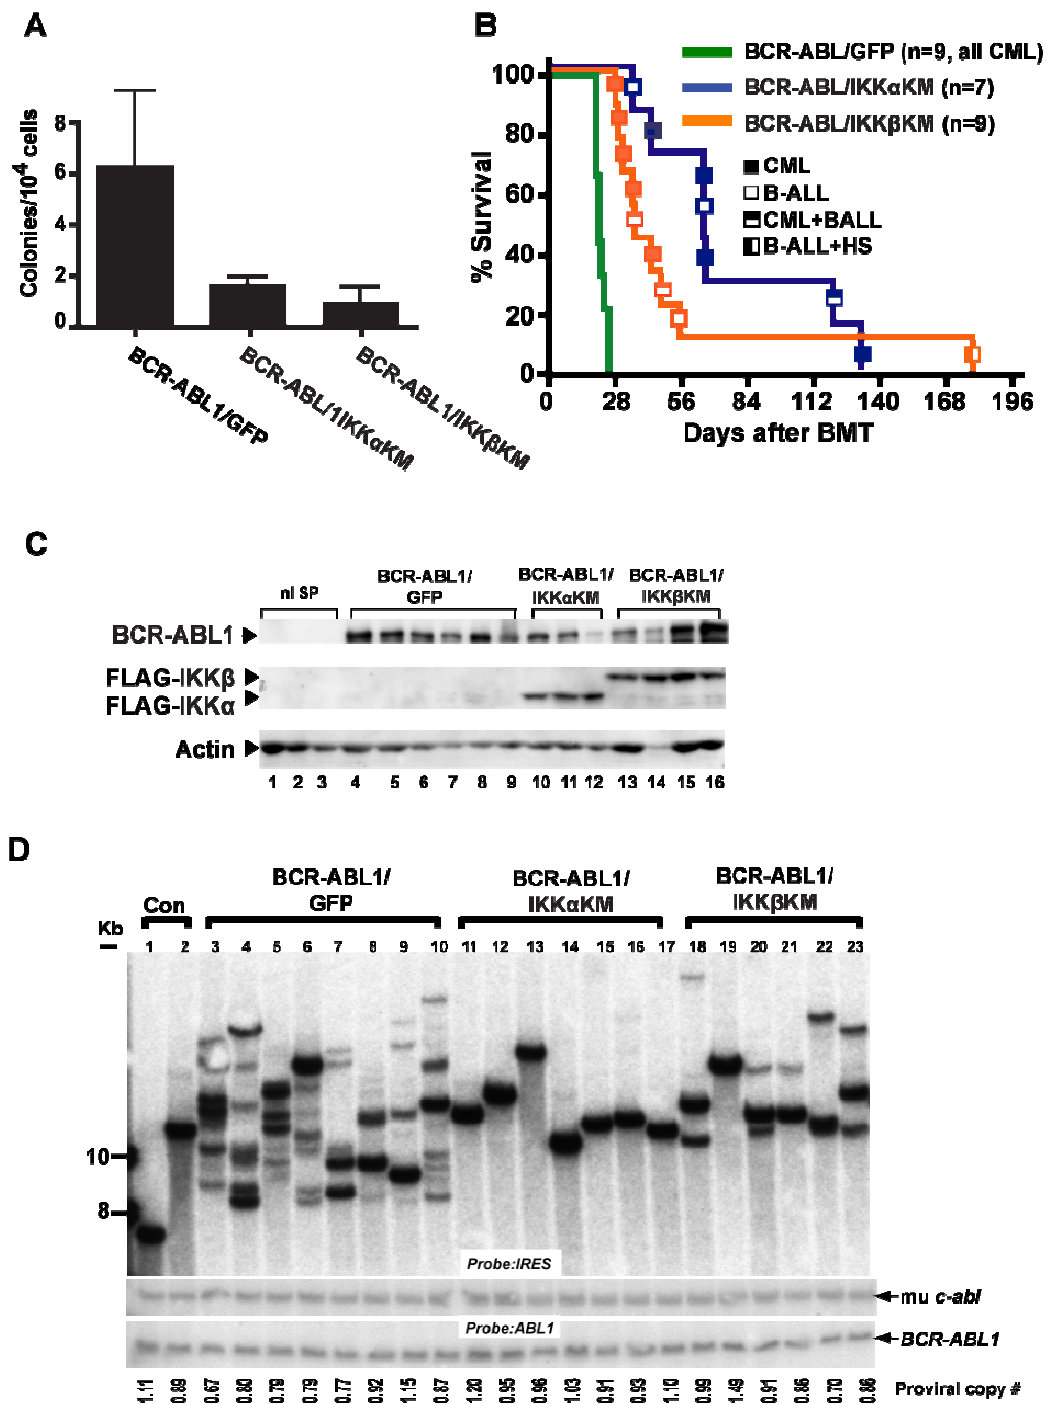 A
Colonies/10⁴ cells
8
6
4
2
0
BCR-ABL1/GFP
BCR-ABL/1IKKαKM
BCR-ABL1/IKKβKM
B
BCR-ABL/GFP (n=9, all CML)
BCR-ABL/IKKαKM (n=7)
BCR-ABL/IKKβKM (n=9)
CML
B-ALL
CML+BALL
B-ALL+HS
% Survival
100
80
60
40
20
0
0 28 56 84 112 140 168 196
Days after BMT
C
nl SP
BCR-ABL1/
GFP
BCR-ABL1/
IKKαKM
BCR-ABL1/
IKKβKM
BCR-ABL1
FLAG-IKKβ
FLAG-IKKα
Actin
1 2 3 4 5 6 7 8 9 10 11 12 13 14 15 16
D
Con
BCR-ABL1/
GFP
BCR-ABL1/
IKKαKM
BCR-ABL1/
IKKβKM
Kb
1 2 3 4 5 6 7 8 9 10 11 12 13 14 15 16 17 18 19 20 21 22 23
10
8
Probe:IRES
mu c-abl
Probe:ABL1
BCR-ABL1
1.11 0.89 0.67 0.80 0.79 0.79 0.77 0.92 1.15 0.87 1.20 0.95 0.96 1.03 0.91 0.93 1.10 0.99 1.49 0.91 0.86 0.70 0.86
Proviral copy #